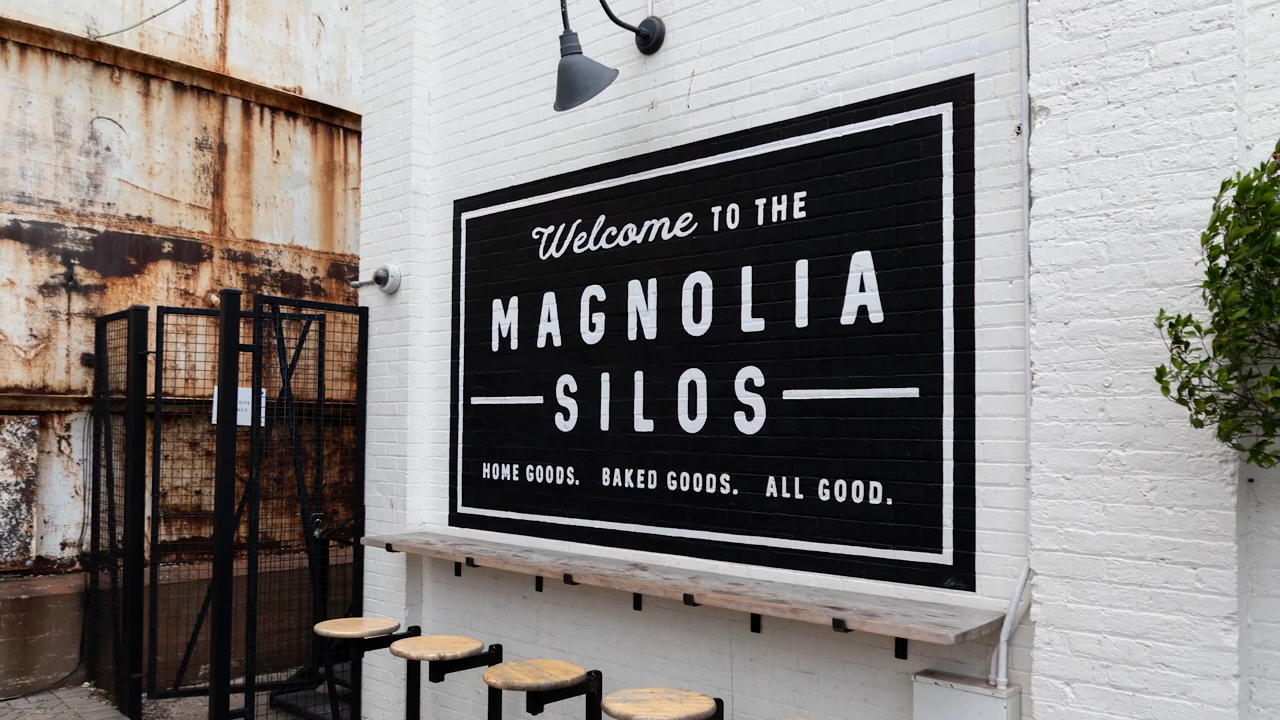 Welcome TO THE
MAGNOLIA
SILOS
HOME GOODS. BAKED GOODS. ALL GOOD.